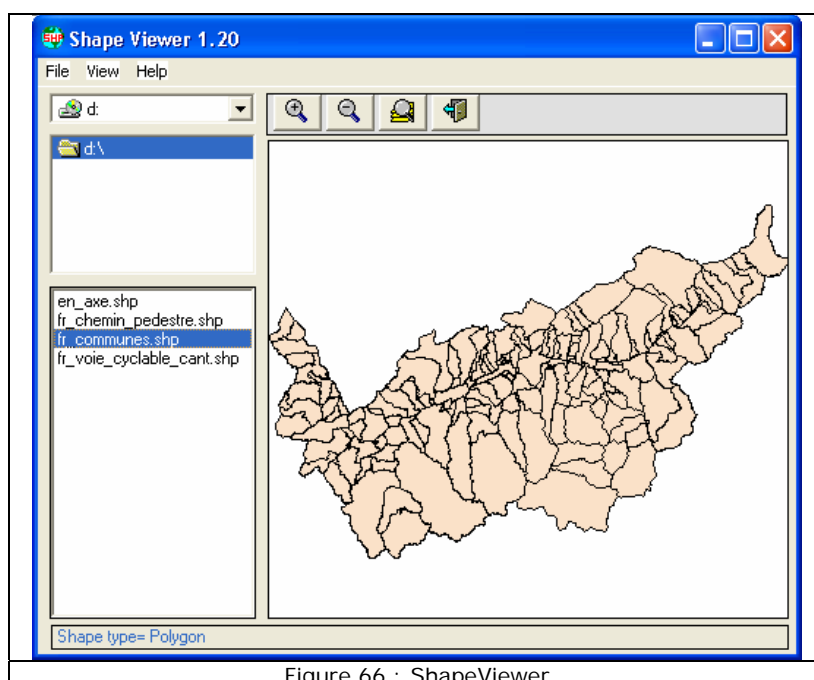 SHP Shape Viewer 1.20
File View Help
d:
d:\
en_axe.shp
fr_chemin_pedestre.shp
fr_communes.shp
fr_voie_cyclable_cant.shp
Shape type= Polygon
Figure 66 : ShapeViewer